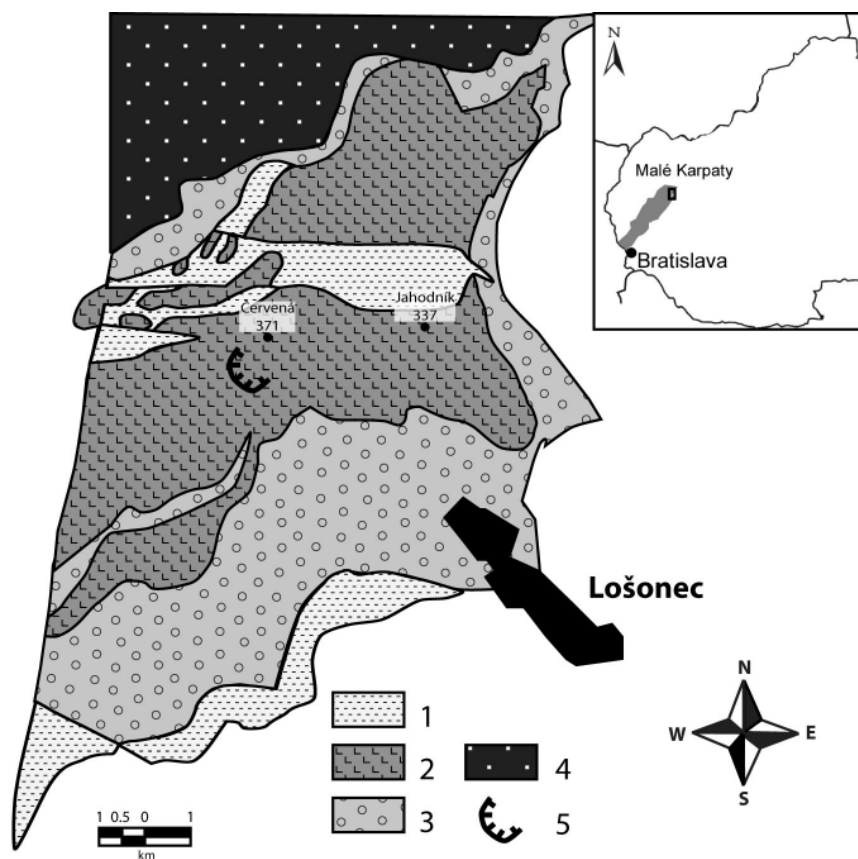 N
Malé Karpaty
Bratislava
Červená
371
Jahodník
337
Lošonec
1
2
3
4
5
N
W
E
S
1 0.5 0 1
km